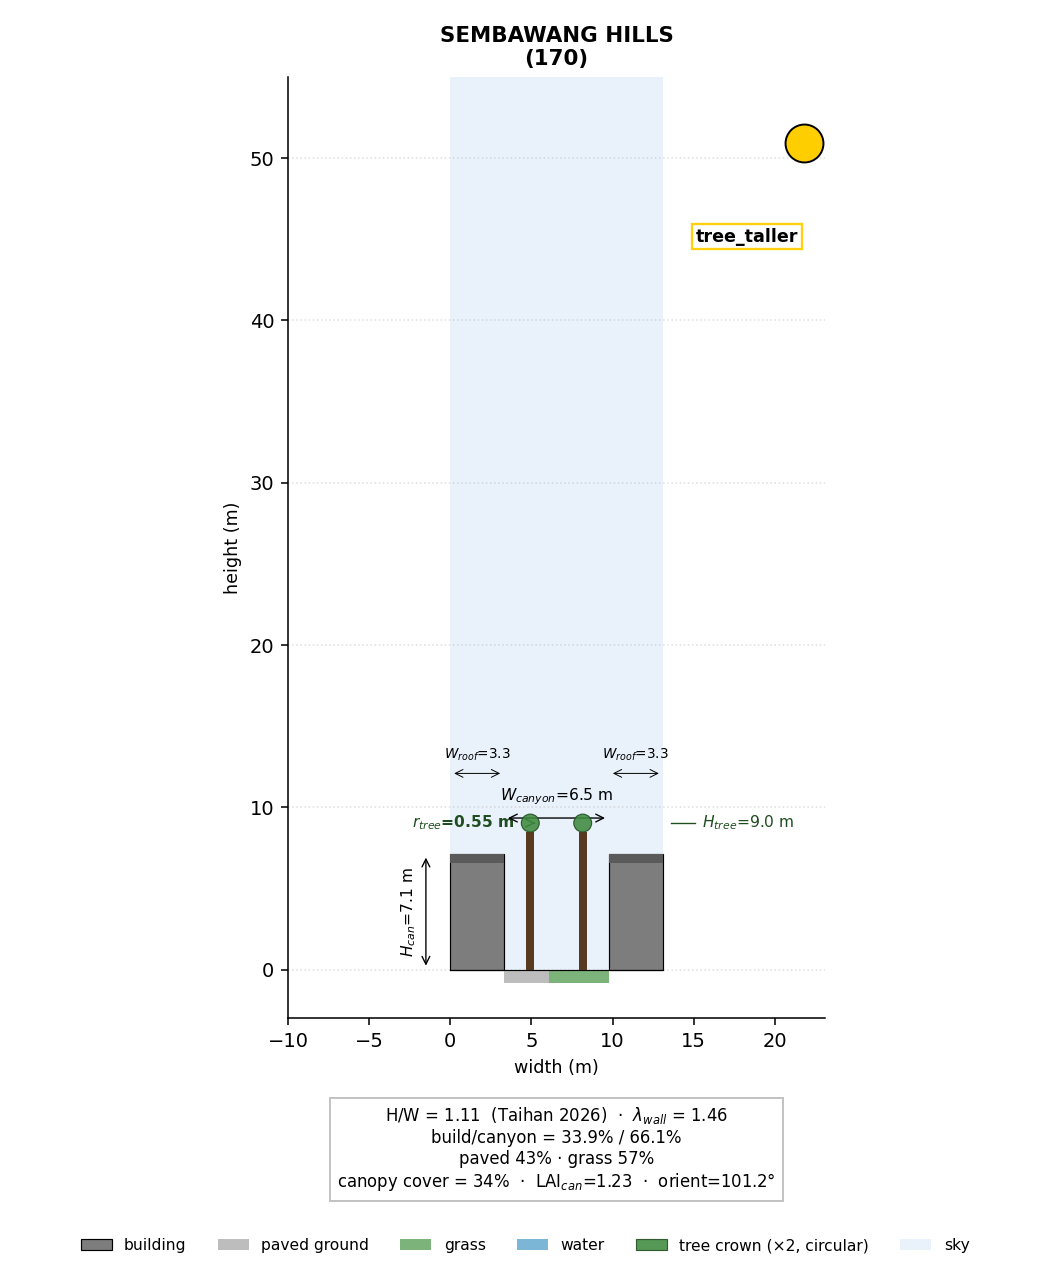 SEMBAWANG HILLS
(170)
50
40
30
20
10
0
height (m)
tree_taller
W_roof=3.3
W_roof=3.3
W_canyon=6.5 m
r_tree=0.55 m
H_tree=9.0 m
H_can=7.1 m
−10 −5 0 5 10 15 20
width (m)
H/W = 1.11 (Taihan 2026) · λ_wall = 1.46
build/canyon = 33.9% / 66.1%
paved 43% · grass 57%
canopy cover = 34% · LAI_can=1.23 · orient=101.2°
building paved ground grass water tree crown (×2, circular) sky